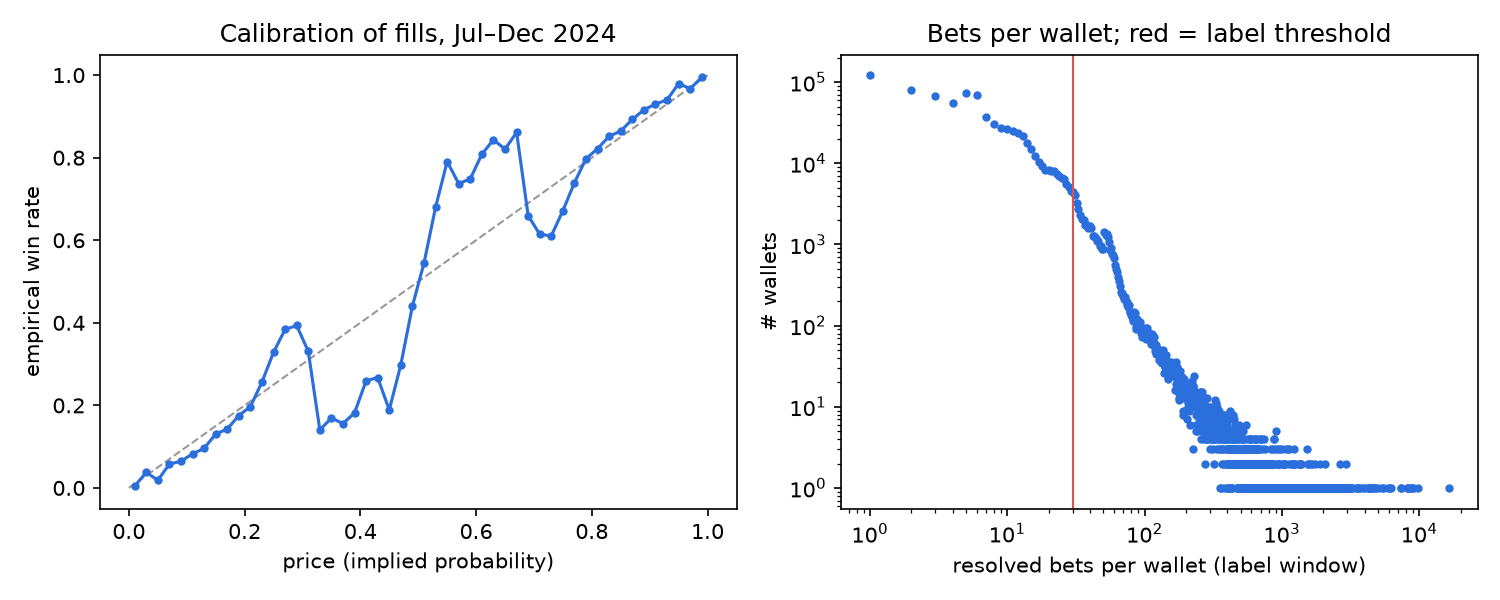 Calibration of fills, Jul–Dec 2024
1.0
0.8
0.6
0.4
0.2
0.0
empirical win rate
0.0 0.2 0.4 0.6 0.8 1.0
price (implied probability)
Bets per wallet; red = label threshold
10⁵
10⁴
10³
10²
10¹
10⁰
# wallets
10⁰ 10¹ 10² 10³ 10⁴
resolved bets per wallet (label window)